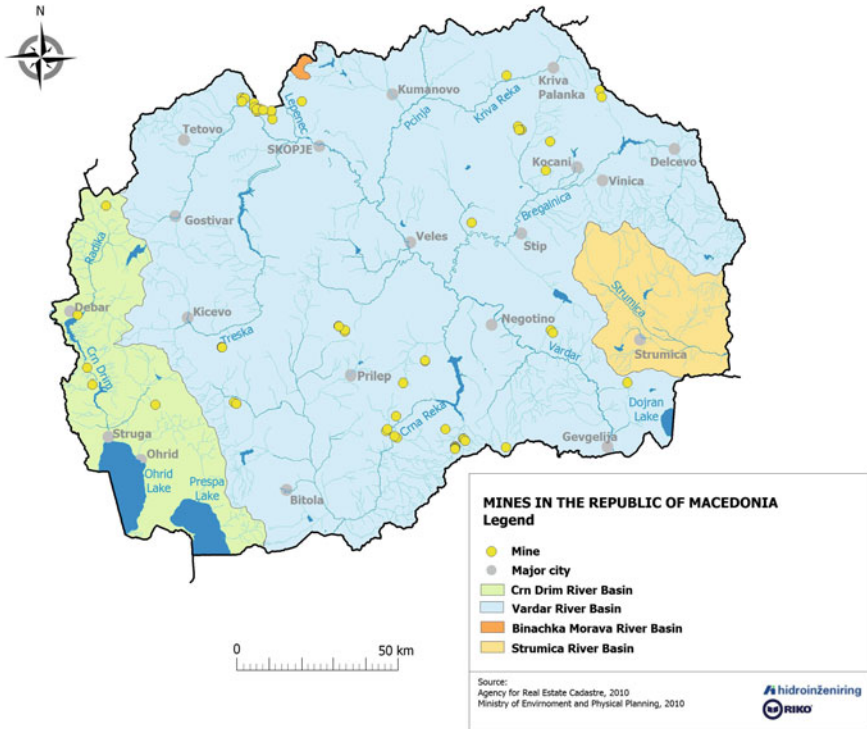 N
Kriva
Palanka
Kumanovo
Lepenec
Pcinja
Kriva Reka
Tetovo
SKOPJE
Kocani
Delcevo
Vinica
Bregalnica
Gostivar
Radika
Veles
Stip
Strumica
Debar
Kicevo
Treska
Negotino
Vardar
Strumica
Crn Drim
Prilep
Dojran
Lake
Crna Reka
Struga
Ohrid
Ohrid
Lake
Prespa
Lake
Bitola
Gevgelija
MINES IN THE REPUBLIC OF MACEDONIA
Legend
Mine
Major city
Crn Drim River Basin
Vardar River Basin
Binachka Morava River Basin
Strumica River Basin
0 50 km
Source:
Agency for Real Estate Cadastre, 2010
Ministry of Envirnoment and Physical Planning, 2010
hidroinženiring
RIKO